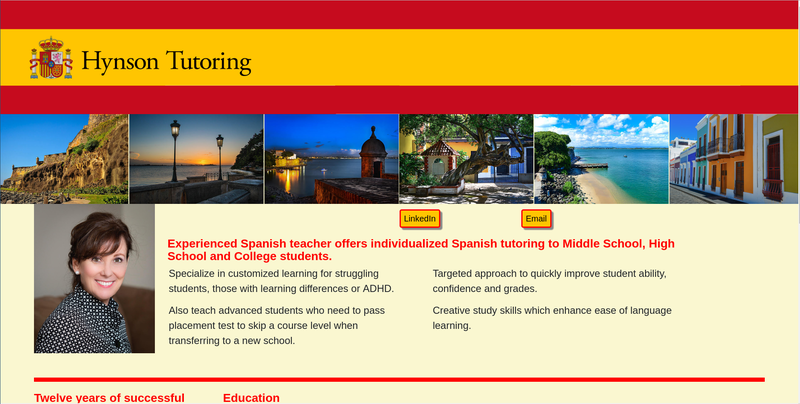 Hynson Tutoring
LinkedIn
Email
Experienced Spanish teacher offers individualized Spanish tutoring to Middle School, High
School and College students.
Specialize in customized learning for struggling
students, those with learning differences or ADHD.
Also teach advanced students who need to pass
placement test to skip a course level when
transferring to a new school.
Targeted approach to quickly improve student ability,
confidence and grades.
Creative study skills which enhance ease of language
learning.
Twelve years of successful
Education